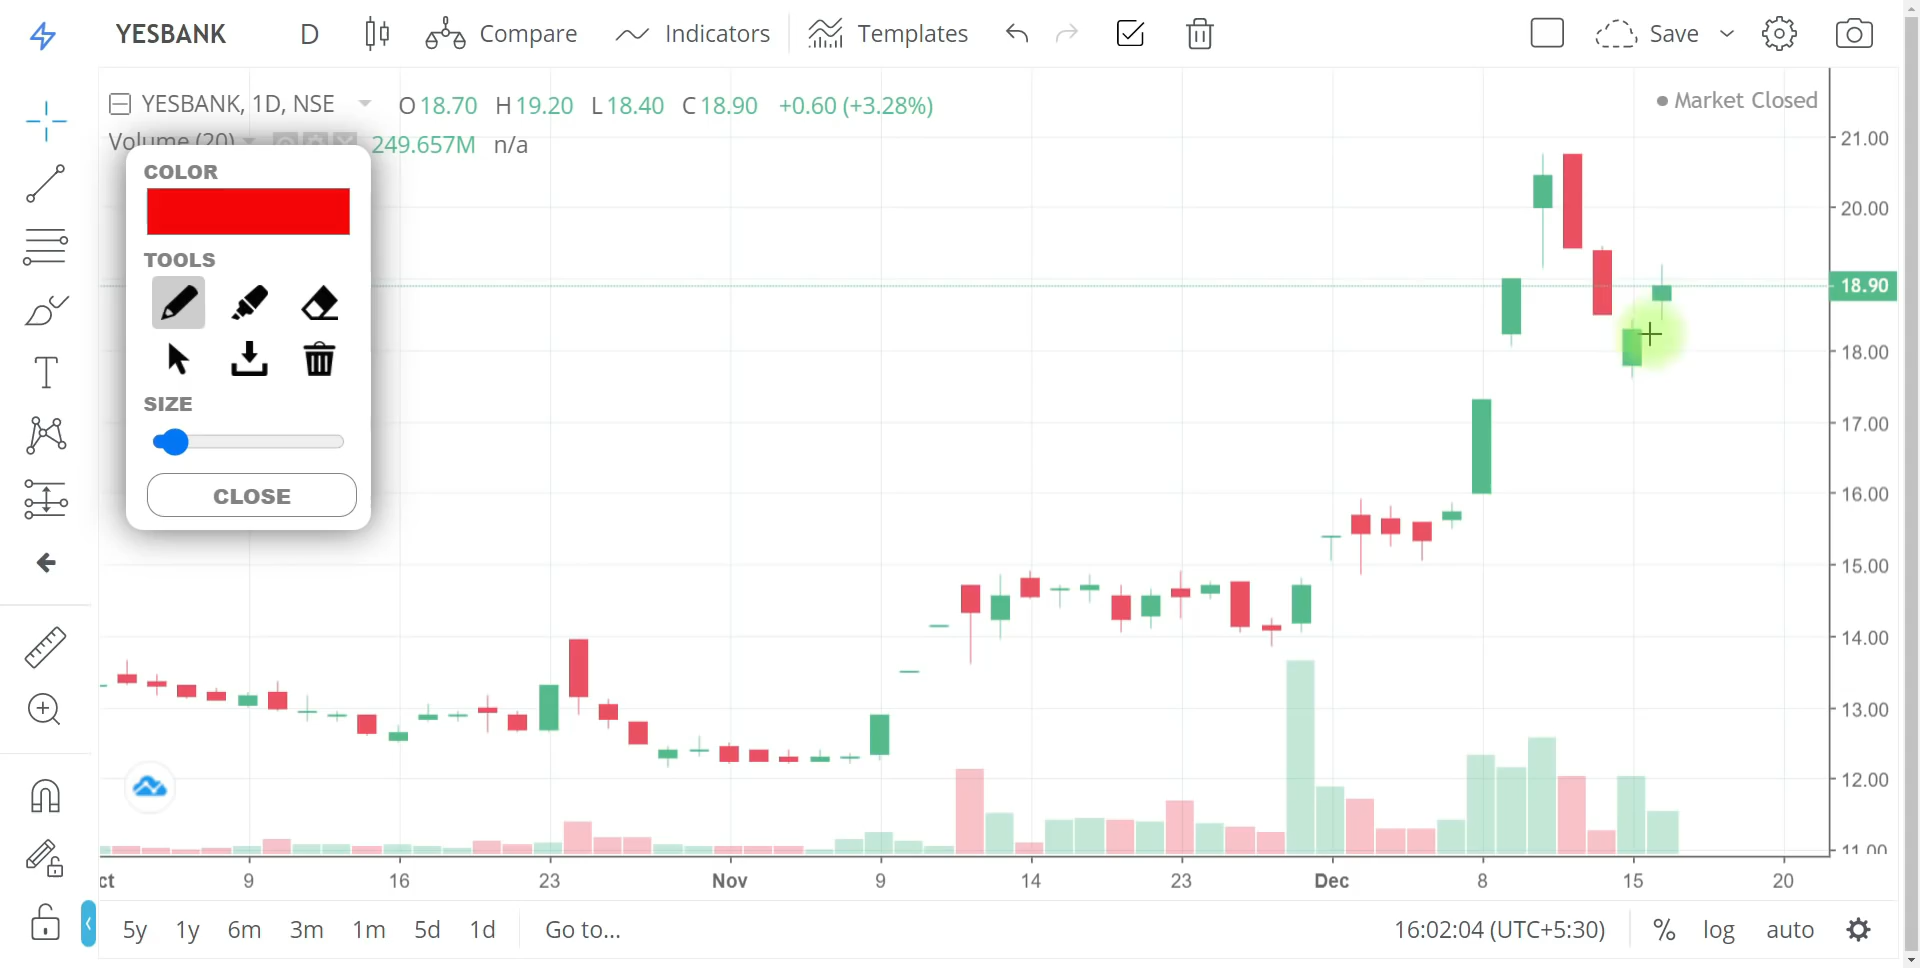 YESBANK D Compare Indicators Templates Save
YESBANK, 1D, NSE O 18.70 H 19.20 L 18.40 C 18.90 +0.60 (+3.28%) Market Closed
Volume (20) 249.657M n/a
COLOR
TOOLS
SIZE
CLOSE
T
21.00
20.00
18.90
18.00
17.00
16.00
15.00
14.00
13.00
12.00
11.00
ct 9 16 23 Nov 9 14 23 Dec 8 15 20
5y 1y 6m 3m 1m 5d 1d Go to... 16:02:04 (UTC+5:30) % log auto